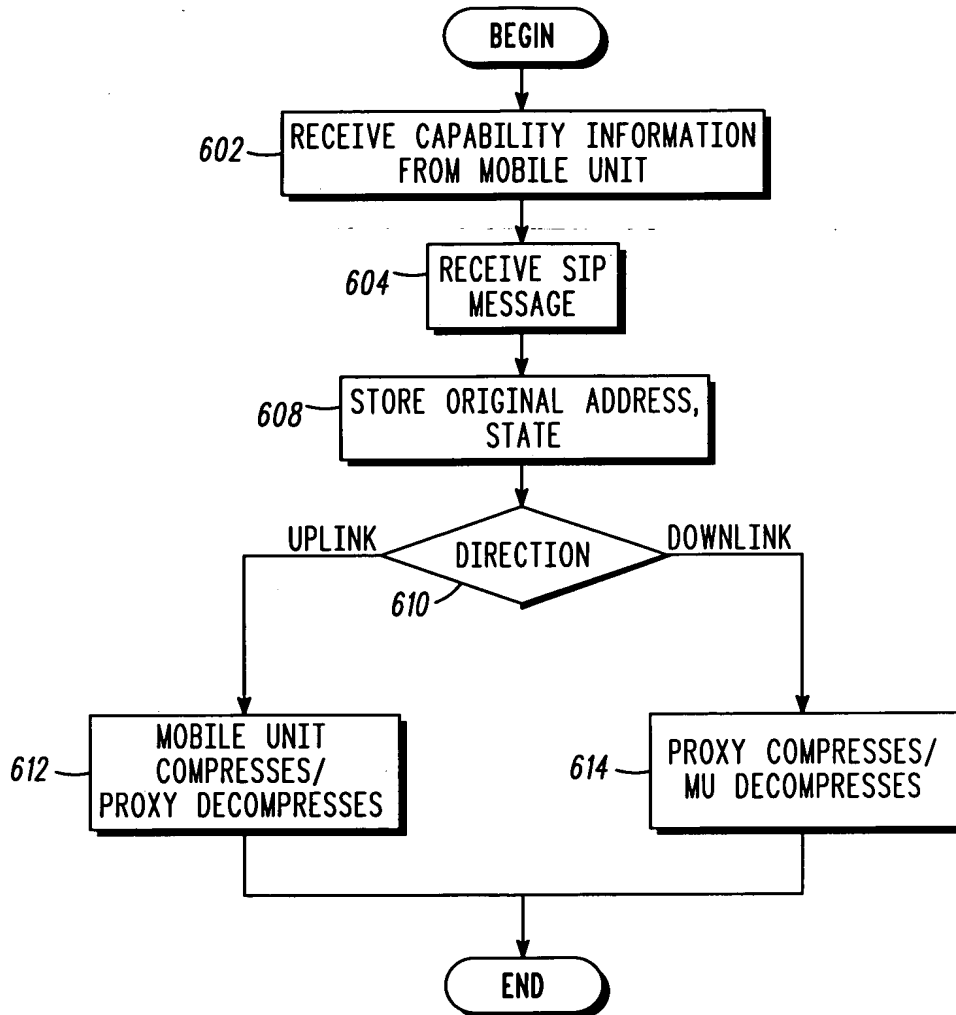 BEGIN
602
RECEIVE CAPABILITY INFORMATION
FROM MOBILE UNIT
604
RECEIVE SIP
MESSAGE
608
STORE ORIGINAL ADDRESS,
STATE
UPLINK
DIRECTION
DOWNLINK
610
612
MOBILE UNIT
COMPRESSES/
PROXY DECOMPRESSES
614
PROXY COMPRESSES/
MU DECOMPRESSES
END